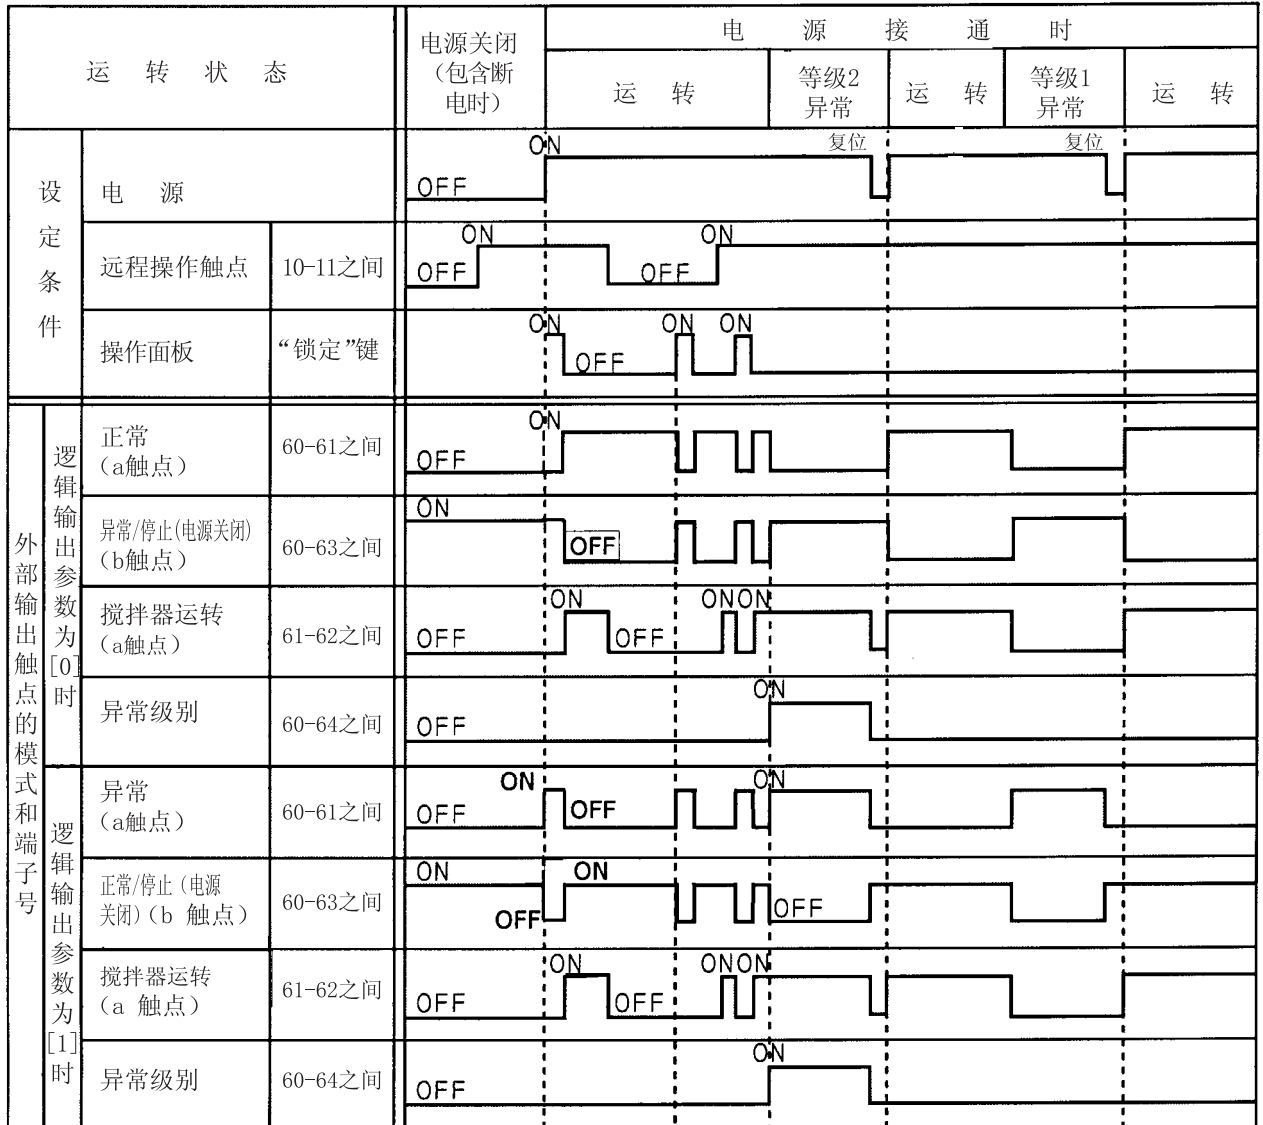 运 转 状 态
电源关闭
（包含断
电时）
电 源 接 通 时
运 转
等级2
异常
运 转
等级1
异常
运 转
设定条件
电 源
OFF
ON
复位
复位
远程操作触点
10-11之间
OFF
ON
OFF
ON
操作面板
“锁定”键
ON
OFF
ON
ON
外部输出触点的模式和端子号
逻辑输出参数为[0]时
正常
（a触点）
60-61之间
OFF
ON
异常/停止(电源关闭)
（b触点）
60-63之间
ON
OFF
搅拌器运转
（a触点）
61-62之间
OFF
ON
OFF
ON ON
异常级别
60-64之间
OFF
ON
逻辑输出参数为[1]时
异常
（a触点）
60-61之间
OFF
ON
OFF
ON
正常/停止（电源
关闭)（b 触点）
60-63之间
ON
OFF
ON
OFF
搅拌器运转
（a 触点）
61-62之间
OFF
ON
OFF
ON ON
异常级别
60-64之间
OFF
ON